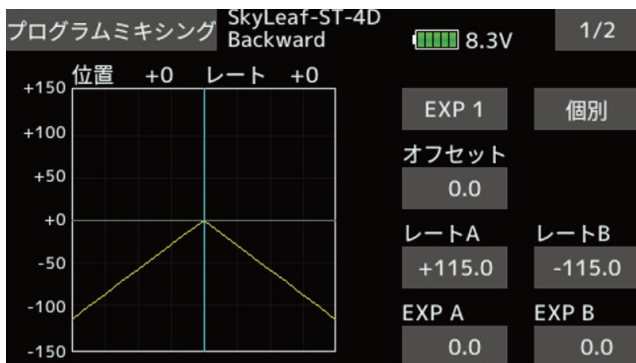 プログラムミキシング
SkyLeaf-ST-4D
Backward
8.3V
1/2
位置 +0 レート +0
+150
+100
+50
+0
-50
-100
-150
EXP 1
個別
オフセット
0.0
レートA
レートB
+115.0
-115.0
EXP A
EXP B
0.0
0.0